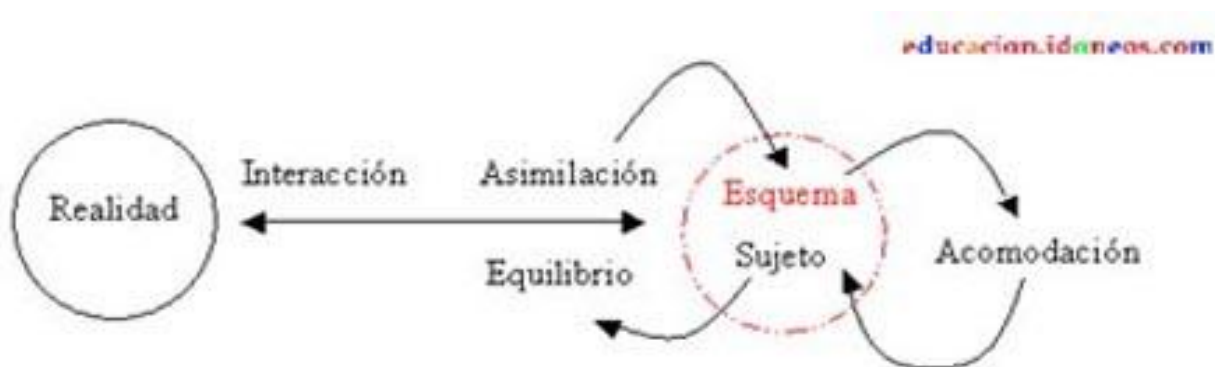 educacion.idoneos.com
Interacción
Asimilación
Realidad
Esquema
Sujeto
Acomodación
Equilibrio